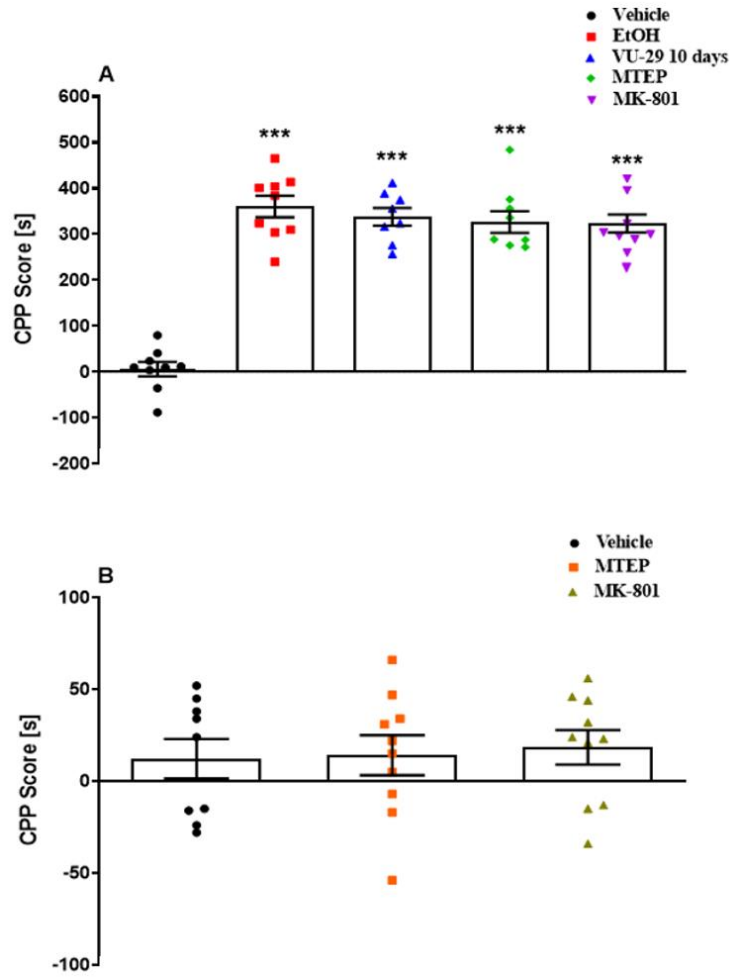 Vehicle
EtOH
VU-29 10 days
MTEP
MK-801
A
600
500
400
300
200
100
0
-100
-200
CPP Score [s]
***
***
***
***
Vehicle
MTEP
MK-801
B
100
50
0
-50
-100
CPP Score [s]